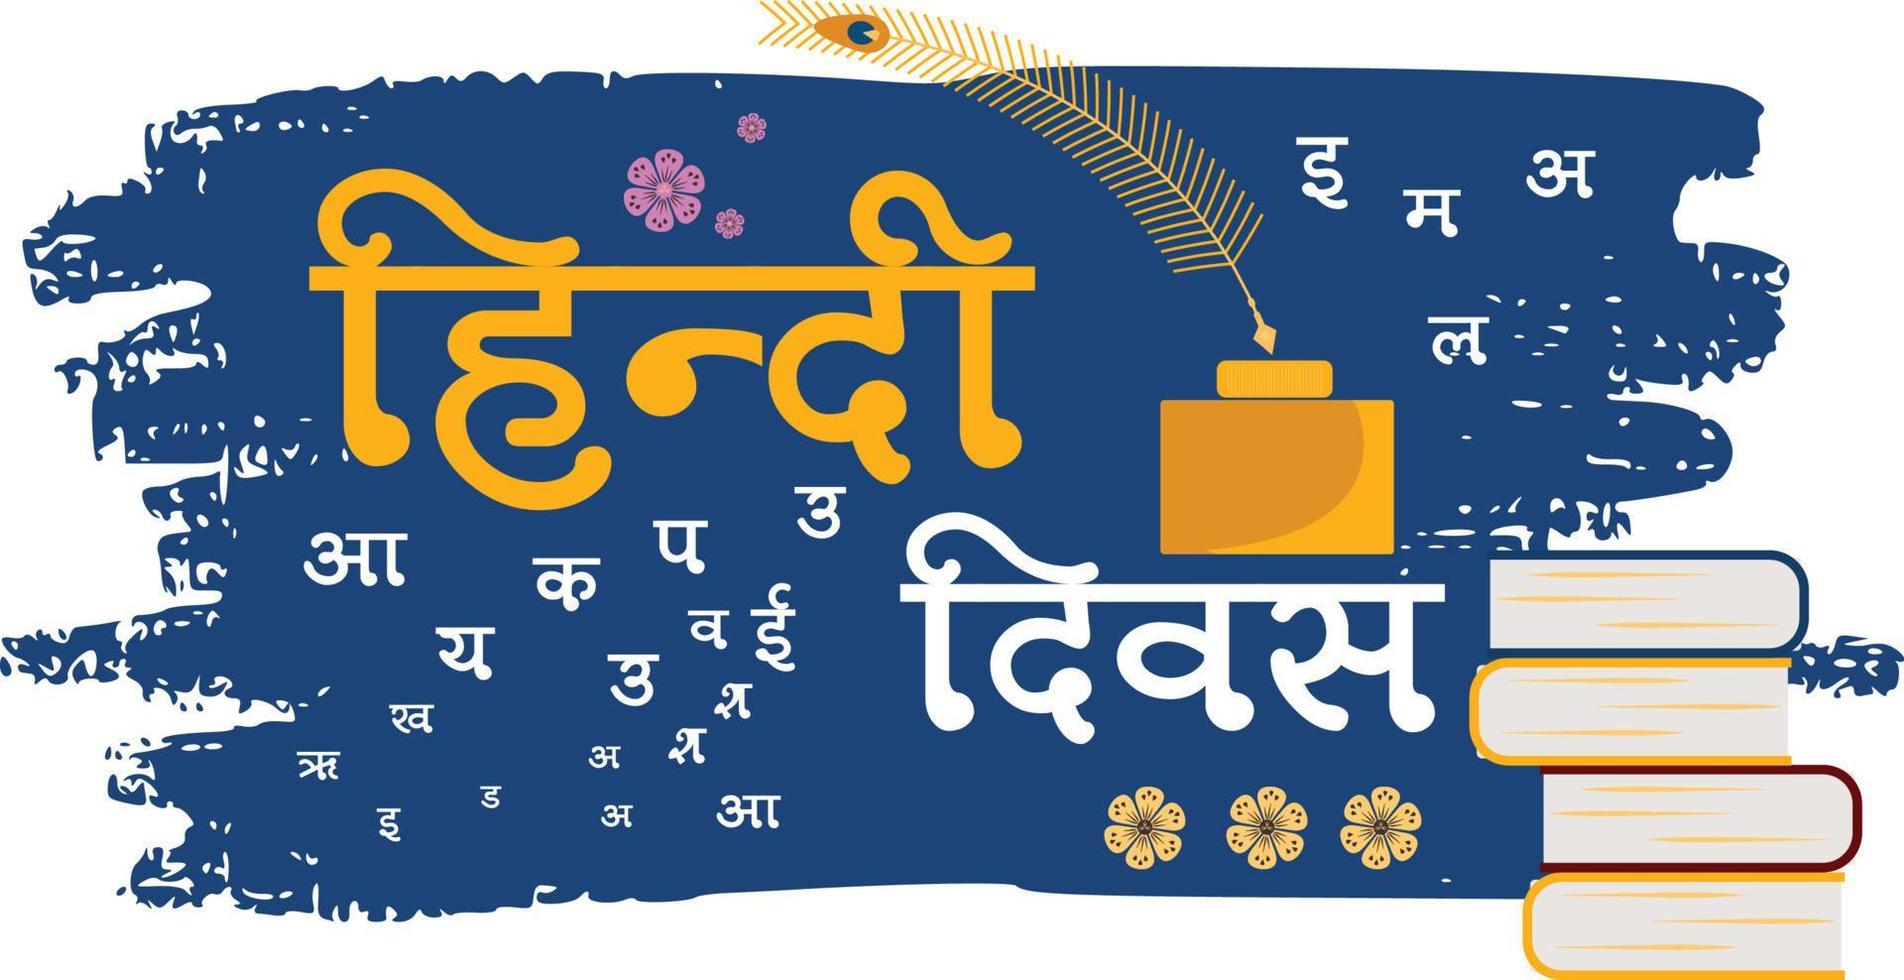 इ म अ
हिन्दी
ल
आ क प उ
दिवस
य उ व ई
ख श्र
ऋ अ श्र
इ ड अ आ